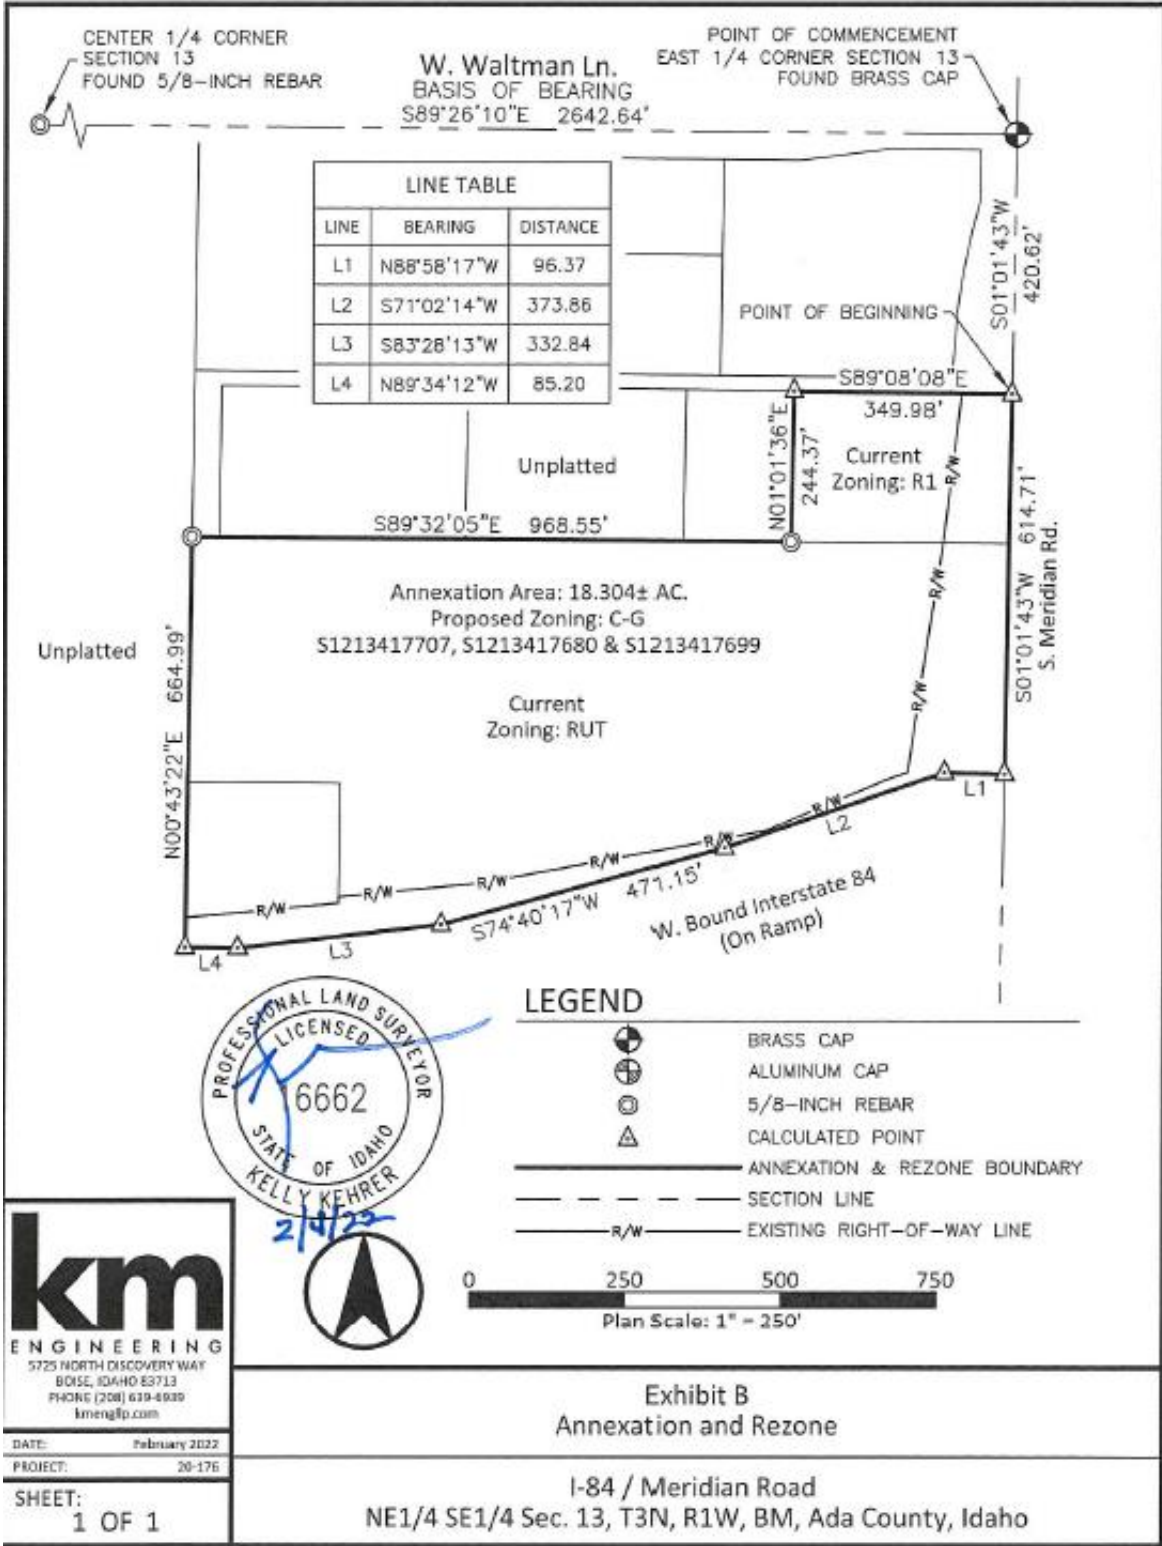 CENTER 1/4 CORNER
SECTION 13
FOUND 5/8-INCH REBAR
W. Waltman Ln.
BASIS OF BEARING
S89°26'10"E 2642.64'
POINT OF COMMENCEMENT
EAST 1/4 CORNER SECTION 13
FOUND BRASS CAP
LINE TABLE
LINE BEARING DISTANCE
L1 N88°58'17"W 96.37
L2 S71°02'14"W 373.86
L3 S83°28'13"W 332.84
L4 N89°34'12"W 85.20
S01°01'43"W
420.62'
POINT OF BEGINNING
S89°08'08"E
349.98'
N01°01'36"E
244.37'
Current
Zoning: R1
R/W
Unplatted
S89°32'05"E 968.55'
S01°01'43"W 614.71'
S. Meridian Rd.
R/W
Annexation Area: 18.304± AC.
Proposed Zoning: C-G
S1213417707, S1213417680 & S1213417699
Unplatted
N00°43'22"E 664.99'
Current
Zoning: RUT
R/W
L1
R/W
L2
R/W
R/W
R/W
R/W
R/W
S74°40'17"W 471.15'
W. Bound Interstate 84
(On Ramp)
L3
L4
PROFESSIONAL LAND SURVEYOR
LICENSED
16662
STATE OF IDAHO
KELLY KEHRER
2/4/22
LEGEND
BRASS CAP
ALUMINUM CAP
5/8-INCH REBAR
CALCULATED POINT
ANNEXATION & REZONE BOUNDARY
SECTION LINE
R/W EXISTING RIGHT-OF-WAY LINE
0 250 500 750
Plan Scale: 1" = 250'
km
ENGINEERING
5725 NORTH DISCOVERY WAY
BOISE, IDAHO 83713
PHONE (208) 639-6939
kmengllp.com
DATE: February 2022
PROJECT: 20-176
SHEET:
1 OF 1
Exhibit B
Annexation and Rezone
I-84 / Meridian Road
NE1/4 SE1/4 Sec. 13, T3N, R1W, BM, Ada County, Idaho